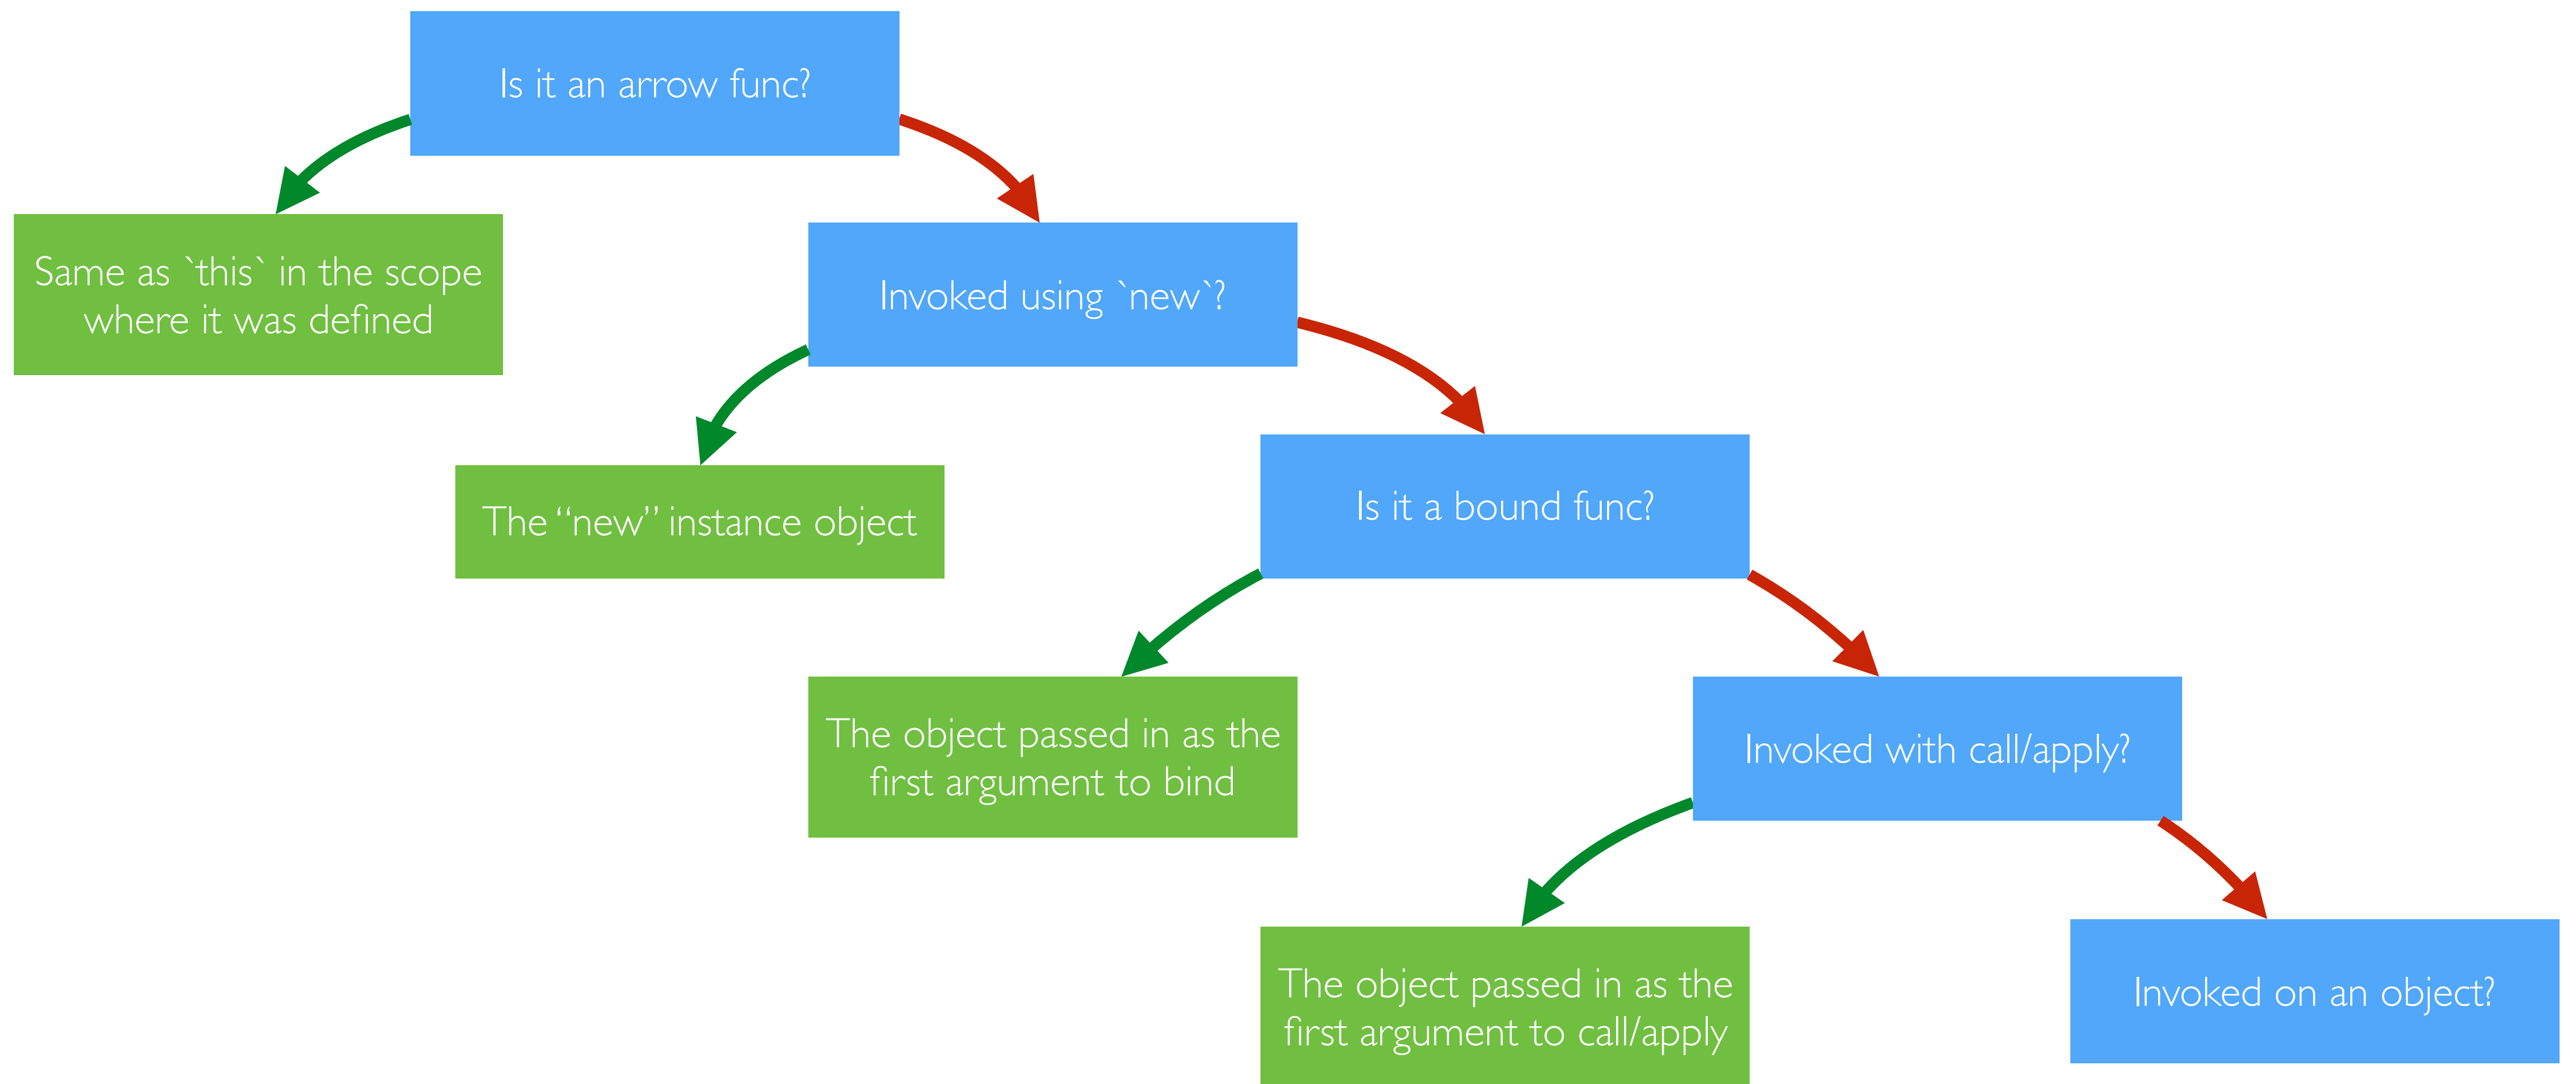 Is it an arrow func?
Same as `this` in the scope
where it was defined
Invoked using `new`?
The “new” instance object
Is it a bound func?
The object passed in as the
first argument to bind
Invoked with call/apply?
The object passed in as the
first argument to call/apply
Invoked on an object?